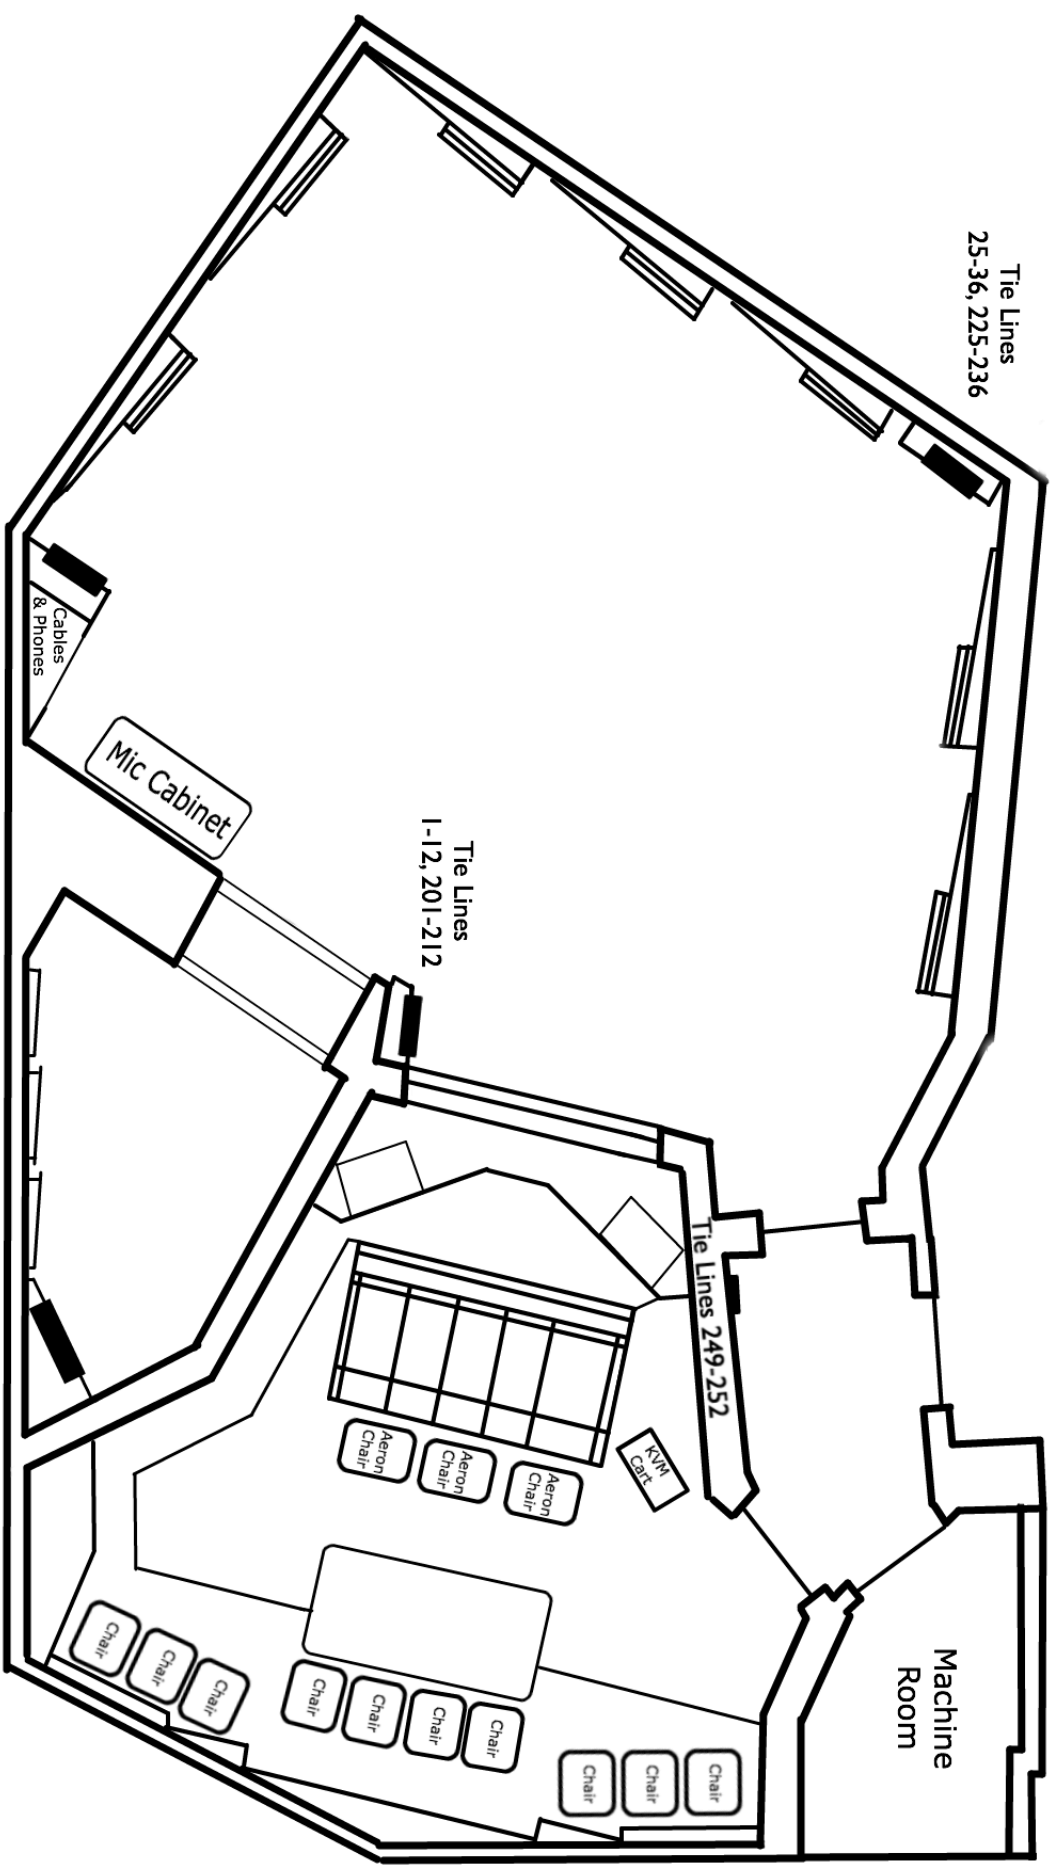 Tie Lines
25-36, 225-236
Cables
& Phones
Mic Cabinet
Tie Lines
1-12, 201-212
Tie Lines 249-252
KVM
Cart
Aeron
Chair
Aeron
Chair
Aeron
Chair
Machine
Room
Chair
Chair
Chair
Chair
Chair
Chair
Chair
Chair
Chair
Chair